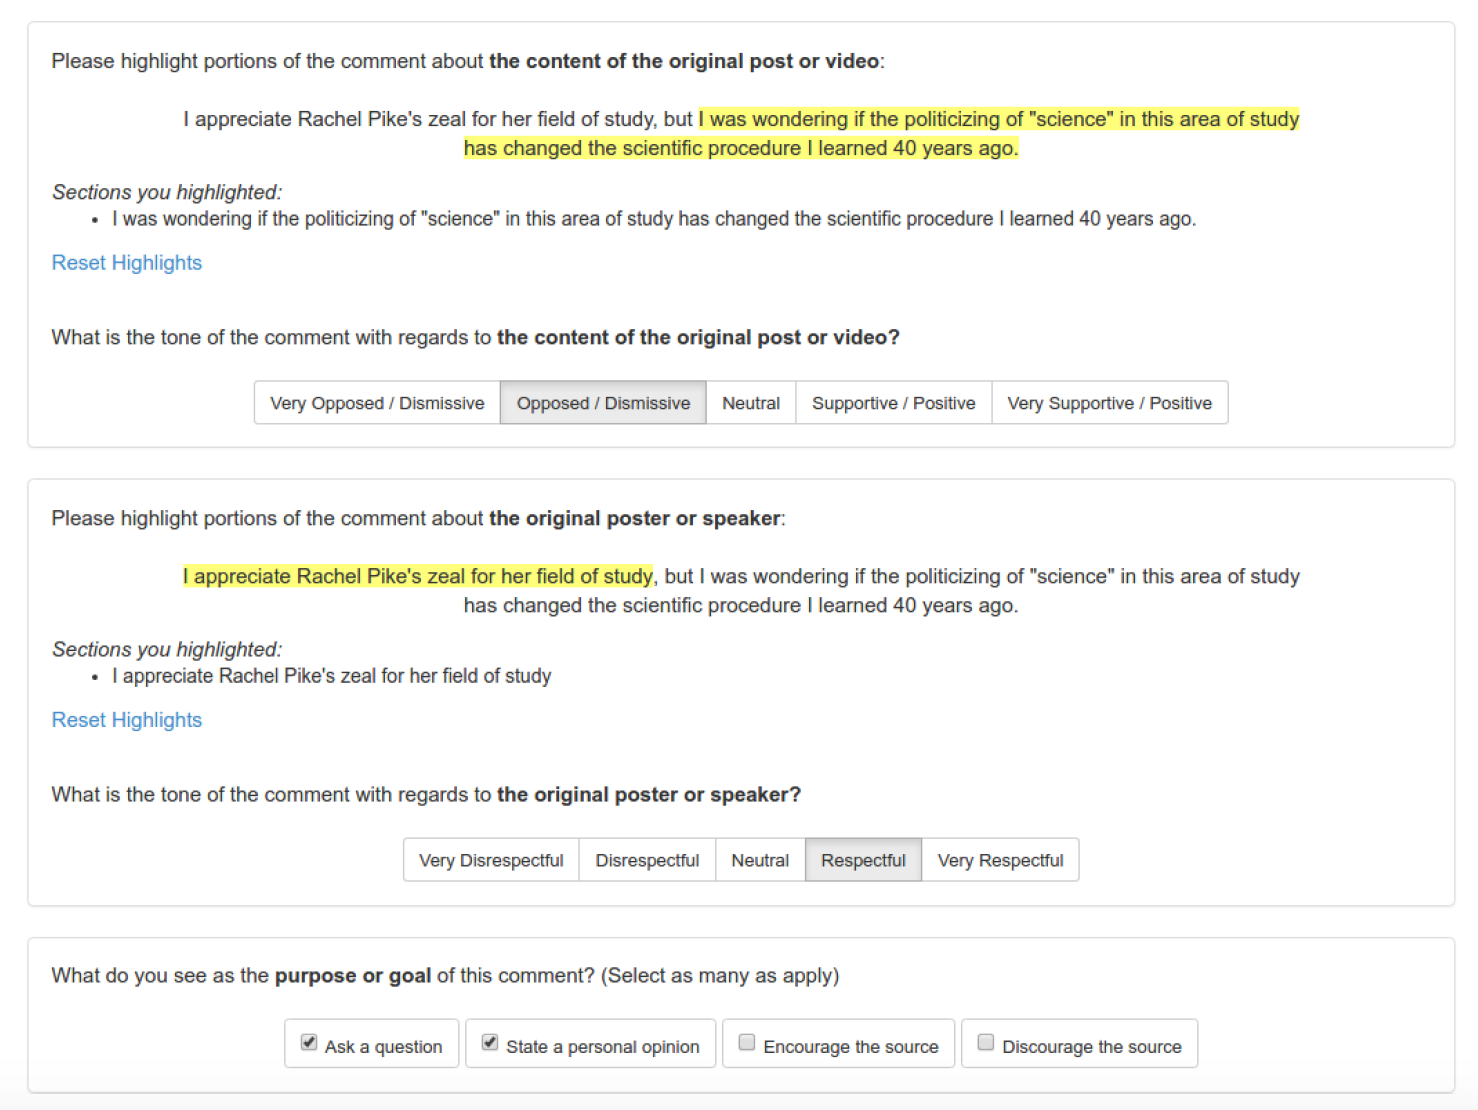 Please highlight portions of the comment about the content of the original post or video:
I appreciate Rachel Pike's zeal for her field of study, but I was wondering if the politicizing of "science" in this area of study
has changed the scientific procedure I learned 40 years ago.
Sections you highlighted:
• I was wondering if the politicizing of "science" in this area of study has changed the scientific procedure I learned 40 years ago.
Reset Highlights
What is the tone of the comment with regards to the content of the original post or video?
Very Opposed / Dismissive Opposed / Dismissive Neutral Supportive / Positive Very Supportive / Positive
Please highlight portions of the comment about the original poster or speaker:
I appreciate Rachel Pike's zeal for her field of study, but I was wondering if the politicizing of "science" in this area of study
has changed the scientific procedure I learned 40 years ago.
Sections you highlighted:
• I appreciate Rachel Pike's zeal for her field of study
Reset Highlights
What is the tone of the comment with regards to the original poster or speaker?
Very Disrespectful Disrespectful Neutral Respectful Very Respectful
What do you see as the purpose or goal of this comment? (Select as many as apply)
Ask a question State a personal opinion Encourage the source Discourage the source